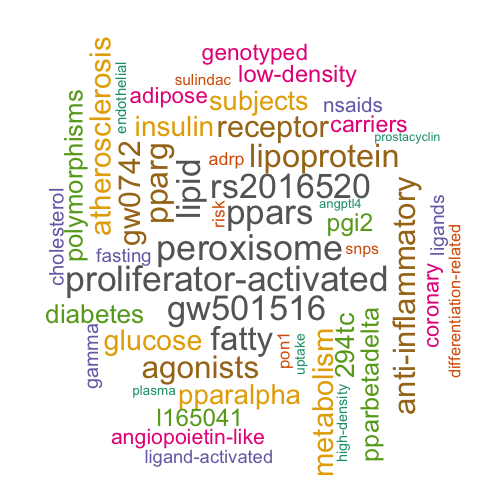 genotyped
low-density
sulindac
adipose
subjects
nsaids
endothelial
atherosclerosis
polymorphisms
insulin
receptor
carriers
prostacyclin
gw0742
pparg
lipid
adrp
lipoprotein
rs2016520
angptl4
risk
ppars
pgi2
cholesterol
fasting
peroxisome
snps
anti-inflammatory
ligands
proliferator-activated
coronary
differentiation-related
gw501516
diabetes
gamma
glucose
fatty
pon1
uptake
metabolism
294tc
high-density
pparbetadelta
agonists
plasma
pparalpha
l165041
angiopoietin-like
ligand-activated